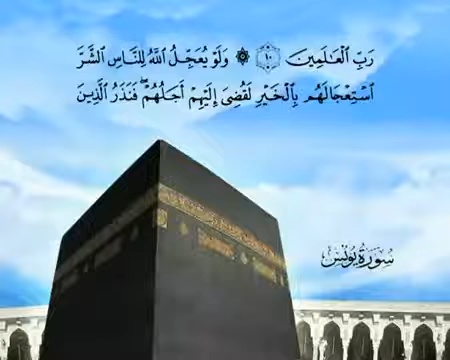 رَبِّ ٱلۡعَٰلَمِينَ ١٠ ۞ وَلَوۡ يُعَجِّلُ ٱللَّهُ لِلنَّاسِ ٱلشَّرَّ
ٱسۡتِعۡجَالَهُم بِٱلۡخَيۡرِ لَقُضِيَ إِلَيۡهِمۡ أَجَلُهُمۡۖ فَنَذَرُ ٱلَّذِينَ
سُورَةُ يُونُسَ